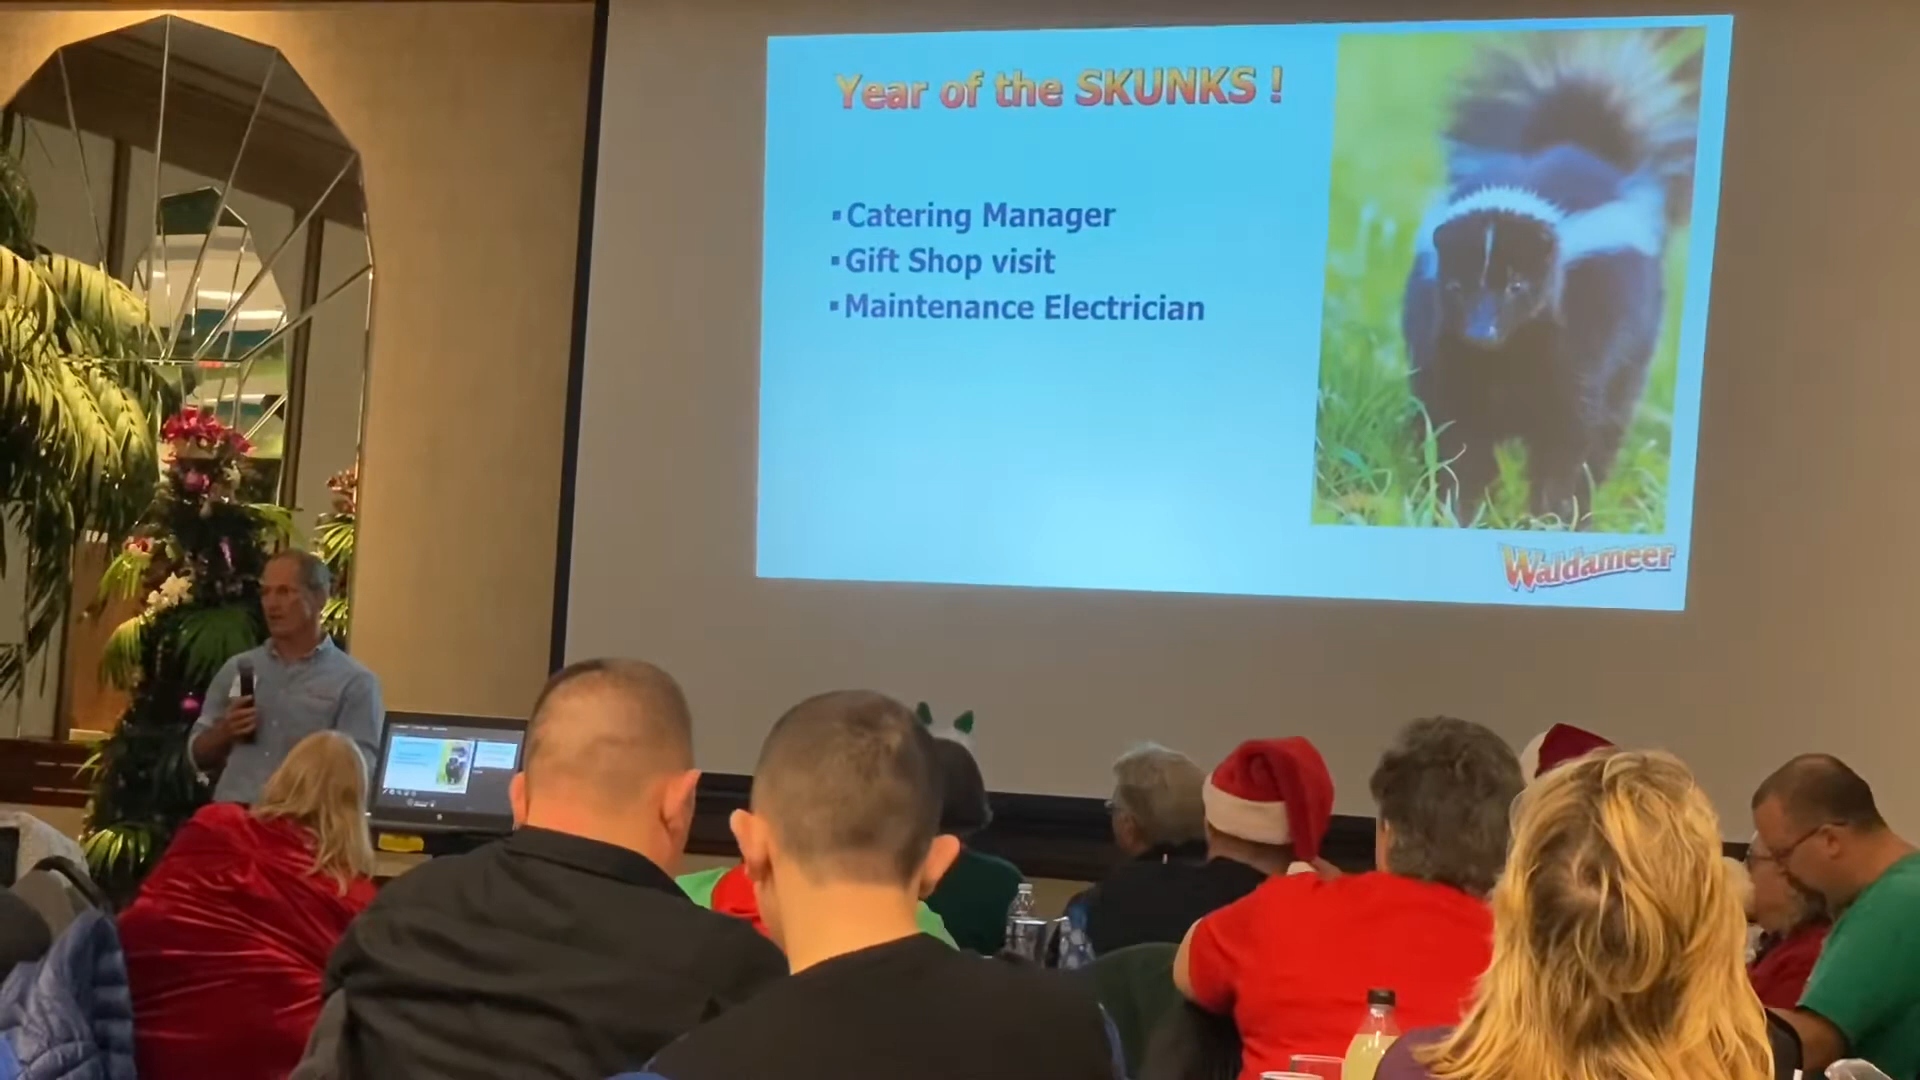 Year of the SKUNKS !
▪Catering Manager
▪Gift Shop visit
▪Maintenance Electrician
Waldameer